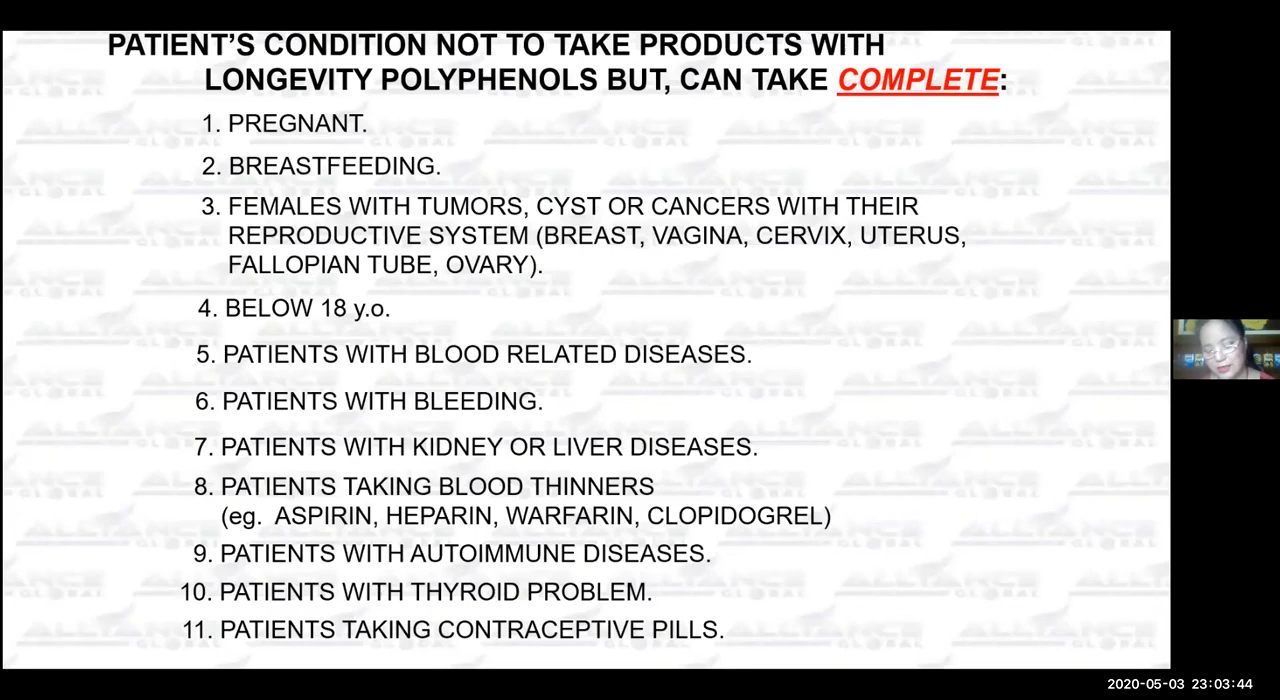 PATIENT'S CONDITION NOT TO TAKE PRODUCTS WITH
LONGEVITY POLYPHENOLS BUT, CAN TAKE COMPLETE:
1. PREGNANT.
2. BREASTFEEDING.
3. FEMALES WITH TUMORS, CYST OR CANCERS WITH THEIR
REPRODUCTIVE SYSTEM (BREAST, VAGINA, CERVIX, UTERUS,
FALLOPIAN TUBE, OVARY).
4. BELOW 18 y.o.
5. PATIENTS WITH BLOOD RELATED DISEASES.
6. PATIENTS WITH BLEEDING.
7. PATIENTS WITH KIDNEY OR LIVER DISEASES.
8. PATIENTS TAKING BLOOD THINNERS
(eg. ASPIRIN, HEPARIN, WARFARIN, CLOPIDOGREL)
9. PATIENTS WITH AUTOIMMUNE DISEASES.
10. PATIENTS WITH THYROID PROBLEM.
11. PATIENTS TAKING CONTRACEPTIVE PILLS.
2020-05-03 23:03:44